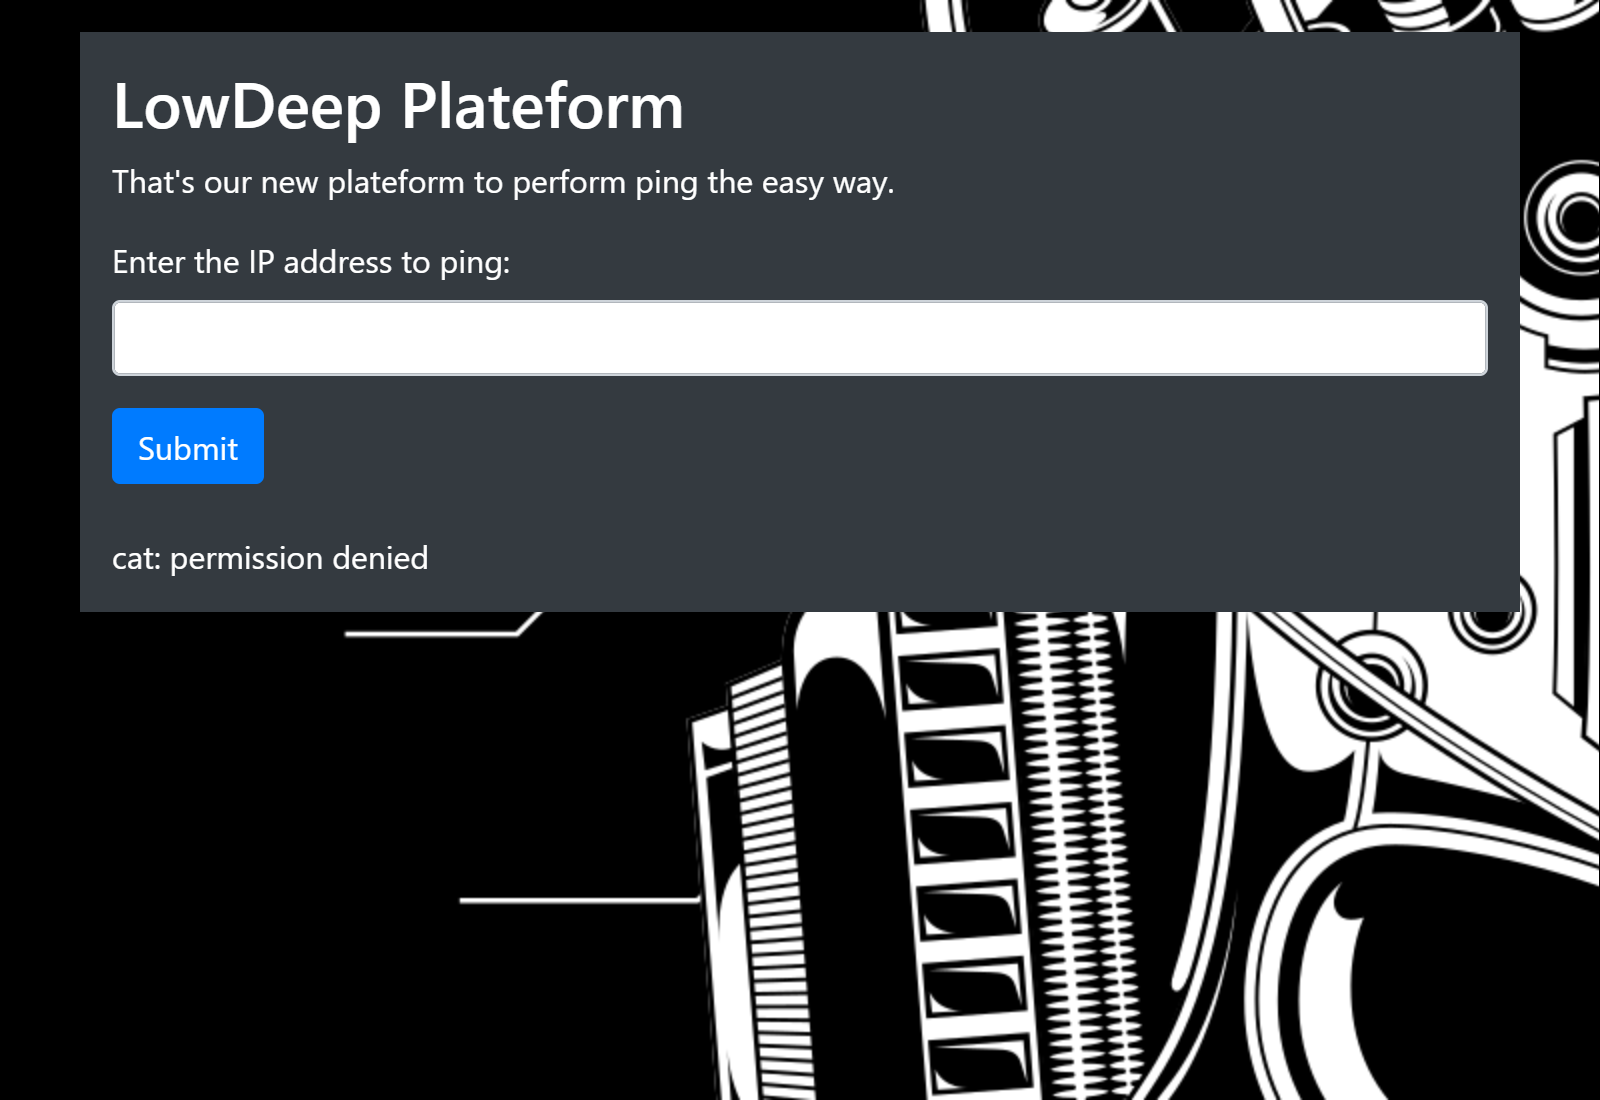 LowDeep Plateform
That's our new plateform to perform ping the easy way.
Enter the IP address to ping:
Submit
cat: permission denied